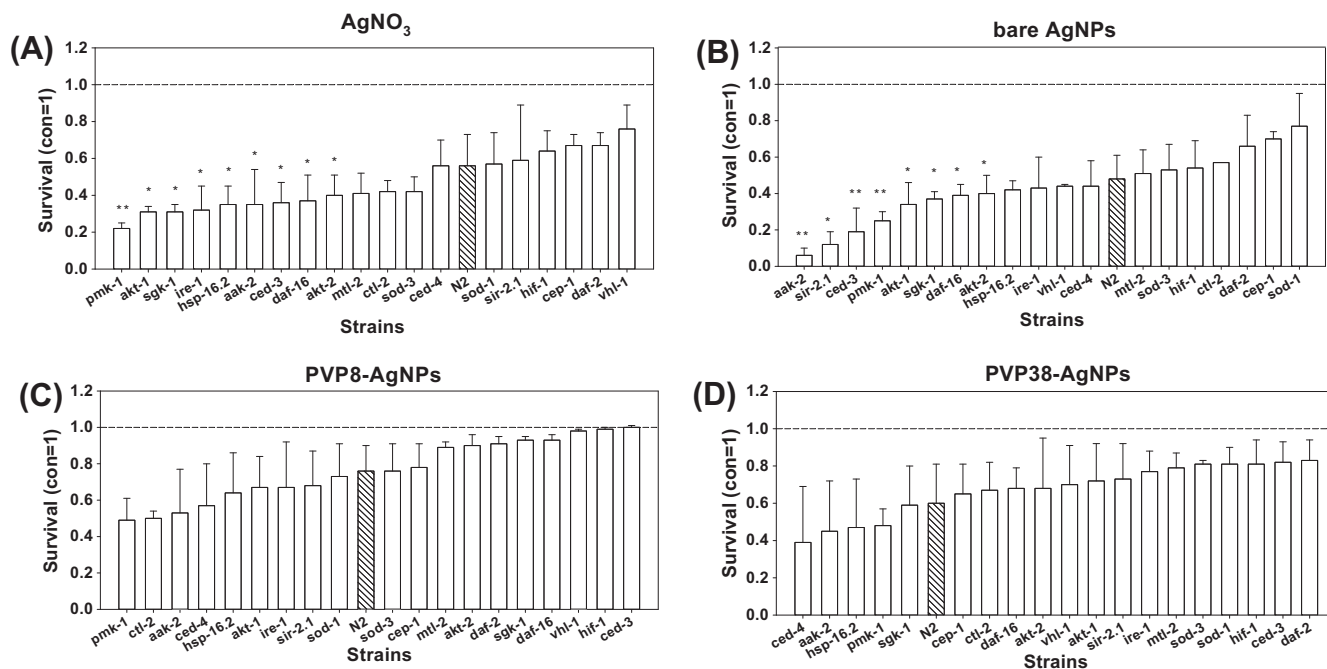 AgNO3
(A)
1.2
1.0
0.8
0.6
0.4
0.2
0.0
Survival (con=1)
** * * * * * * * *
pmk-1 akt-1 sgk-1 ire-1 hsp-16.2 aak-2 ced-3 daf-16 akt-2 mtl-2 ctl-2 sod-3 ced-4 N2 sod-1 sir-2.1 hif-1 cep-1 daf-2 vhl-1
Strains
bare AgNPs
(B)
1.2
1.0
0.8
0.6
0.4
0.2
0.0
Survival (con=1)
** * ** ** * * * *
aak-2 sir-2.1 ced-3 pmk-1 akt-1 sgk-1 daf-16 akt-2 hsp-16.2 ire-1 vhl-1 ced-4 N2 mtl-2 sod-3 hif-1 ctl-2 daf-2 cep-1 sod-1
Strains
PVP8-AgNPs
(C)
1.2
1.0
0.8
0.6
0.4
0.2
0.0
Survival (con=1)
pmk-1 ctl-2 aak-2 ced-4 hsp-16.2 akt-1 ire-1 sir-2.1 sod-1 N2 sod-3 cep-1 mtl-2 akt-2 daf-2 sgk-1 daf-16 vhl-1 hif-1 ced-3
Strains
PVP38-AgNPs
(D)
1.2
1.0
0.8
0.6
0.4
0.2
0.0
Survival (con=1)
ced-4 aak-2 hsp-16.2 pmk-1 sgk-1 N2 cep-1 ctl-2 daf-16 akt-2 vhl-1 akt-1 sir-2.1 ire-1 mtl-2 sod-3 sod-1 hif-1 ced-3 daf-2
Strains